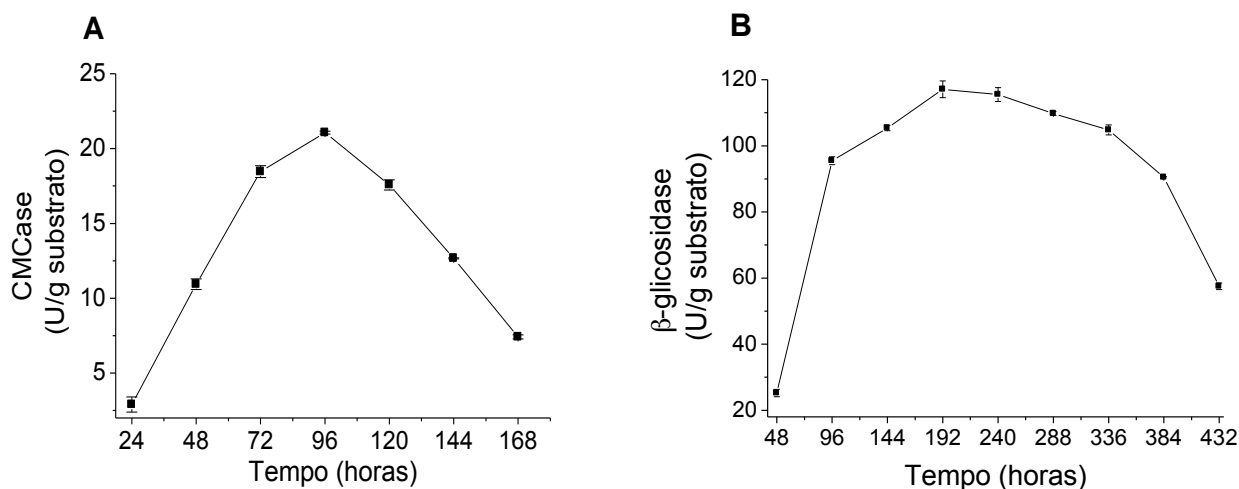 A
CMCase
(U/g substrato)
25
20
15
10
5
24 48 72 96 120 144 168
Tempo (horas)
B
β-glicosidase
(U/g substrato)
120
100
80
60
40
20
48 96 144 192 240 288 336 384 432
Tempo (horas)